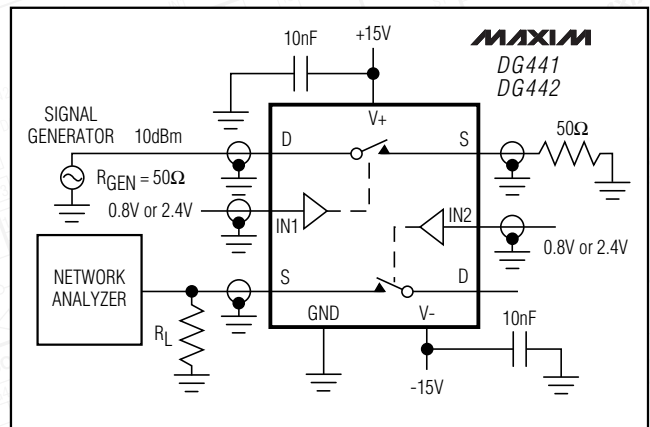 10nF
+15V
MAXIM
DG441
DG442
SIGNAL
GENERATOR
10dBm
D
V+
S
50Ω
RGEN = 50Ω
0.8V or 2.4V
IN1
IN2
0.8V or 2.4V
NETWORK
ANALYZER
S
D
RL
GND
V-
10nF
-15V